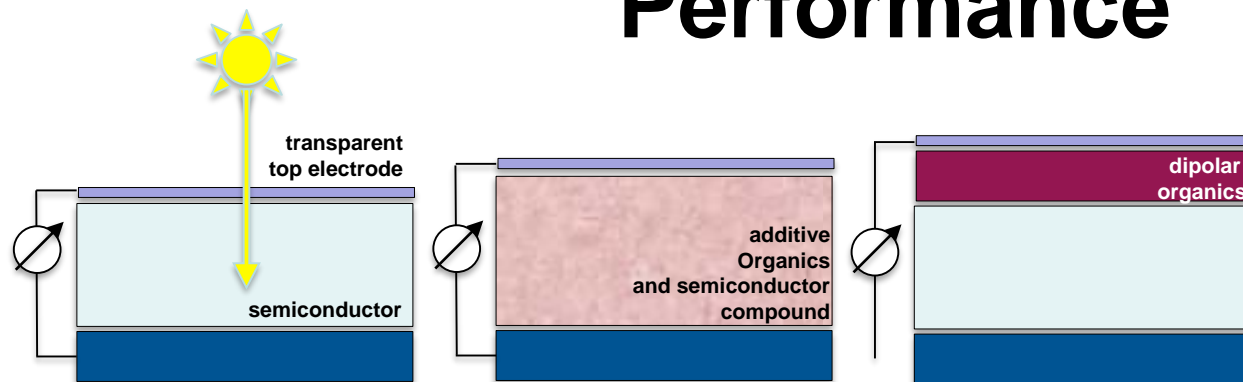 Performance
transparent
top electrode
semiconductor
additive
Organics
and semiconductor
compound
dipolar
organics